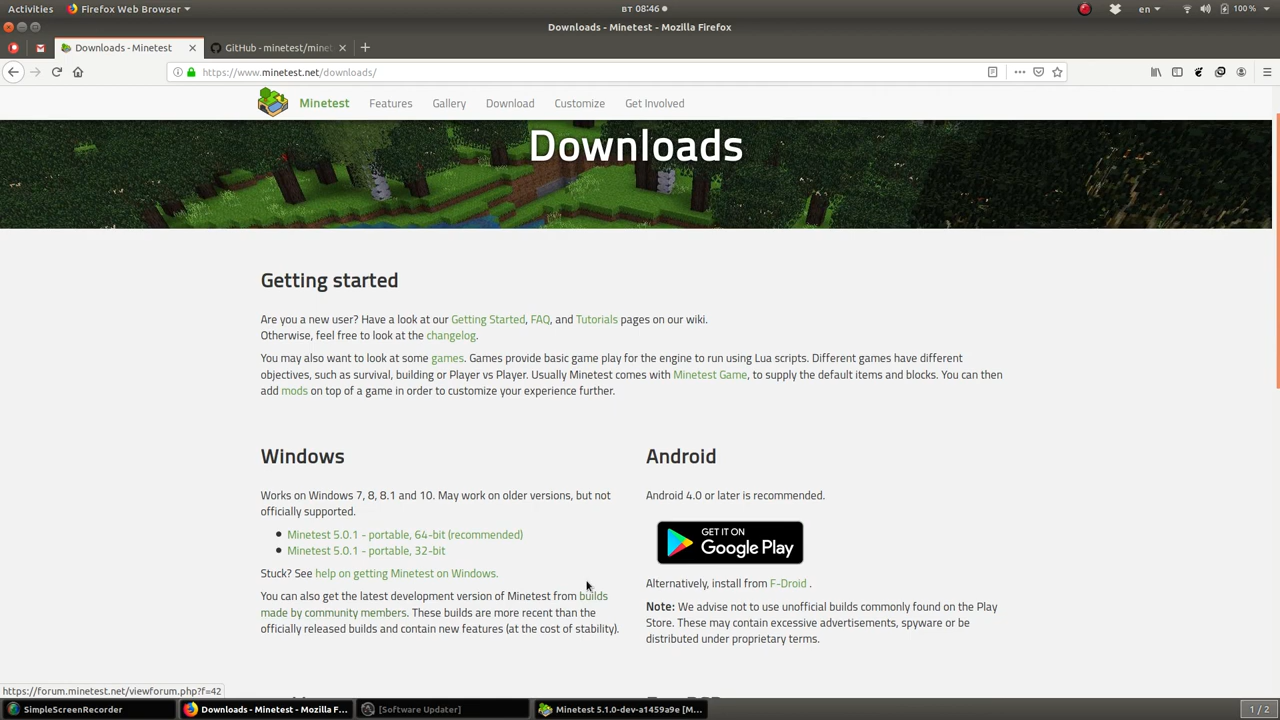 Activities
Firefox Web Browser
вт 08:46
en
100 %
Downloads - Minetest - Mozilla Firefox
Downloads - Minetest
GitHub - minetest/mine
https://www.minetest.net/downloads/
Minetest
Features
Gallery
Download
Customize
Get Involved
Downloads
Getting started
Are you a new user? Have a look at our Getting Started, FAQ, and Tutorials pages on our wiki.
Otherwise, feel free to look at the changelog.
You may also want to look at some games. Games provide basic game play for the engine to run using Lua scripts. Different games have different
objectives, such as survival, building or Player vs Player. Usually Minetest comes with Minetest Game, to supply the default items and blocks. You can then
add mods on top of a game in order to customize your experience further.
Windows
Works on Windows 7, 8, 8.1 and 10. May work on older versions, but not
officially supported.
Minetest 5.0.1 - portable, 64-bit (recommended)
Minetest 5.0.1 - portable, 32-bit
Stuck? See help on getting Minetest on Windows.
You can also get the latest development version of Minetest from builds
made by community members. These builds are more recent than the
officially released builds and contain new features (at the cost of stability).
Android
Android 4.0 or later is recommended.
GET IT ON
Google Play
Alternatively, install from F-Droid .
Note: We advise not to use unofficial builds commonly found on the Play
Store. These may contain excessive advertisements, spyware or be
distributed under proprietary terms.
https://forum.minetest.net/viewforum.php?f=42
SimpleScreenRecorder
Downloads - Minetest - Mozilla F...
[Software Updater]
Minetest 5.1.0-dev-a1459a9e [M...
1 / 2